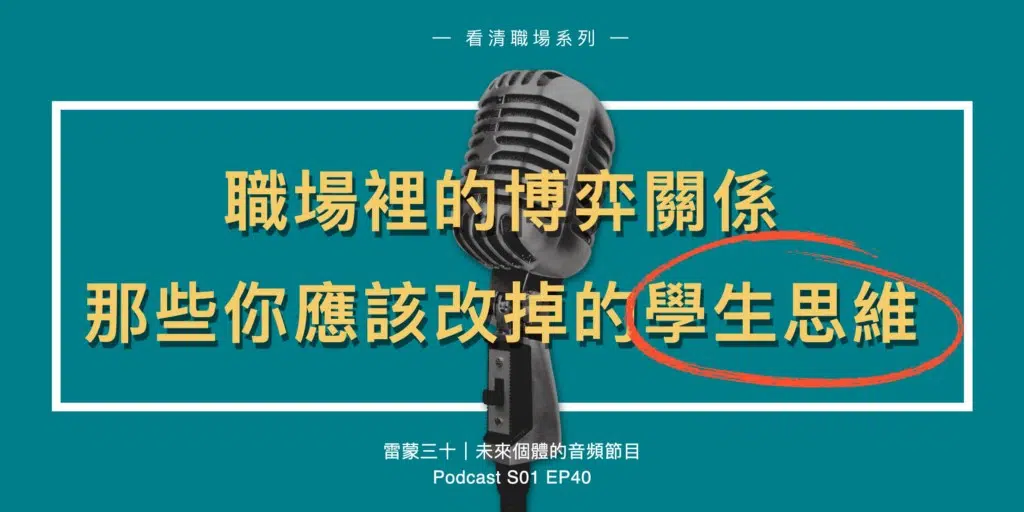 — 看清職場系列 —
職場裡的博弈關係
那些你應該改掉的學生思維
雷蒙三十｜未來個體的音頻節目
Podcast S01 EP40